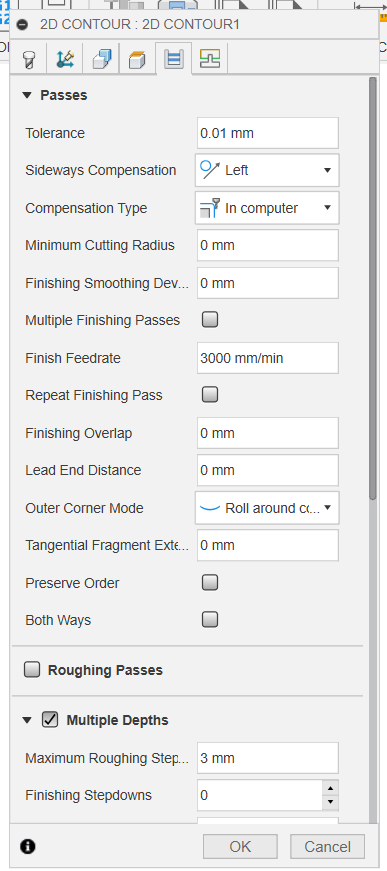 2D CONTOUR : 2D CONTOUR1
Passes
Tolerance 0.01 mm
Sideways Compensation Left
Compensation Type In computer
Minimum Cutting Radius 0 mm
Finishing Smoothing Dev... 0 mm
Multiple Finishing Passes
Finish Feedrate 3000 mm/min
Repeat Finishing Pass
Finishing Overlap 0 mm
Lead End Distance 0 mm
Outer Corner Mode Roll around co...
Tangential Fragment Exte... 0 mm
Preserve Order
Both Ways
Roughing Passes
Multiple Depths
Maximum Roughing Step... 3 mm
Finishing Stepdowns 0
OK Cancel